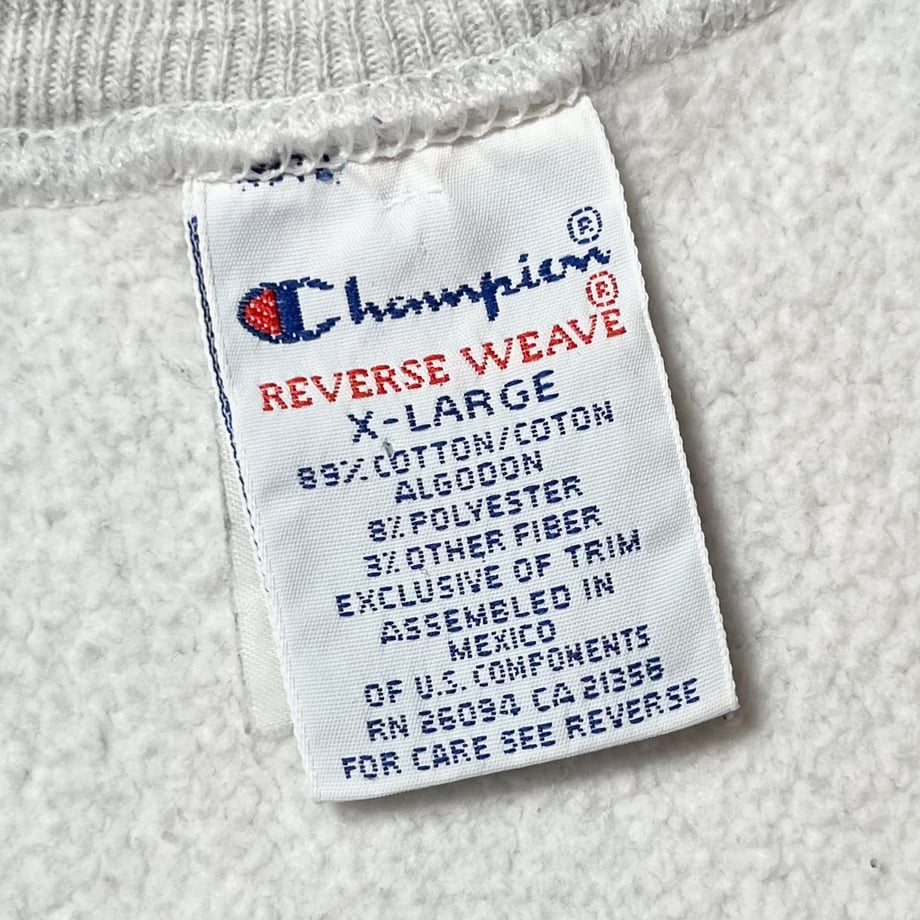 Champion®
REVERSE WEAVE®
X-LARGE
89% COTTON/COTON
ALGODON
8% POLYESTER
3% OTHER FIBER
EXCLUSIVE OF TRIM
ASSEMBLED IN
MEXICO
OF U.S. COMPONENTS
RN 26094 CA 21356
FOR CARE SEE REVERSE